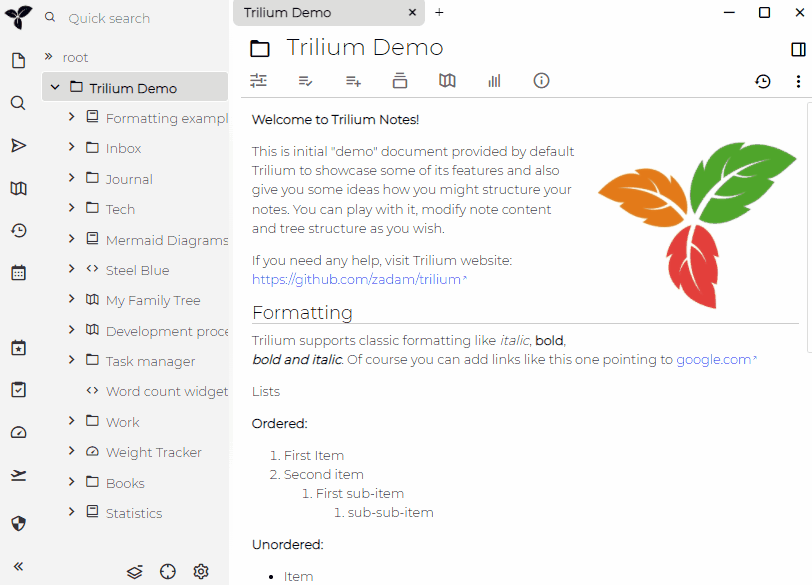 Quick search
root
Trilium Demo
Formatting exampl
Inbox
Journal
Tech
Mermaid Diagrams
Steel Blue
My Family Tree
Development proce
Task manager
Word count widget
Work
Weight Tracker
Books
Statistics
Trilium Demo
Trilium Demo
Welcome to Trilium Notes!
This is initial "demo" document provided by default
Trilium to showcase some of its features and also
give you some ideas how you might structure your
notes. You can play with it, modify note content
and tree structure as you wish.
If you need any help, visit Trilium website:
https://github.com/zadam/trilium
Formatting
Trilium supports classic formatting like italic, bold,
bold and italic. Of course you can add links like this one pointing to google.com
Lists
Ordered:
1. First Item
2. Second item
1. First sub-item
1. sub-sub-item
Unordered:
• Item